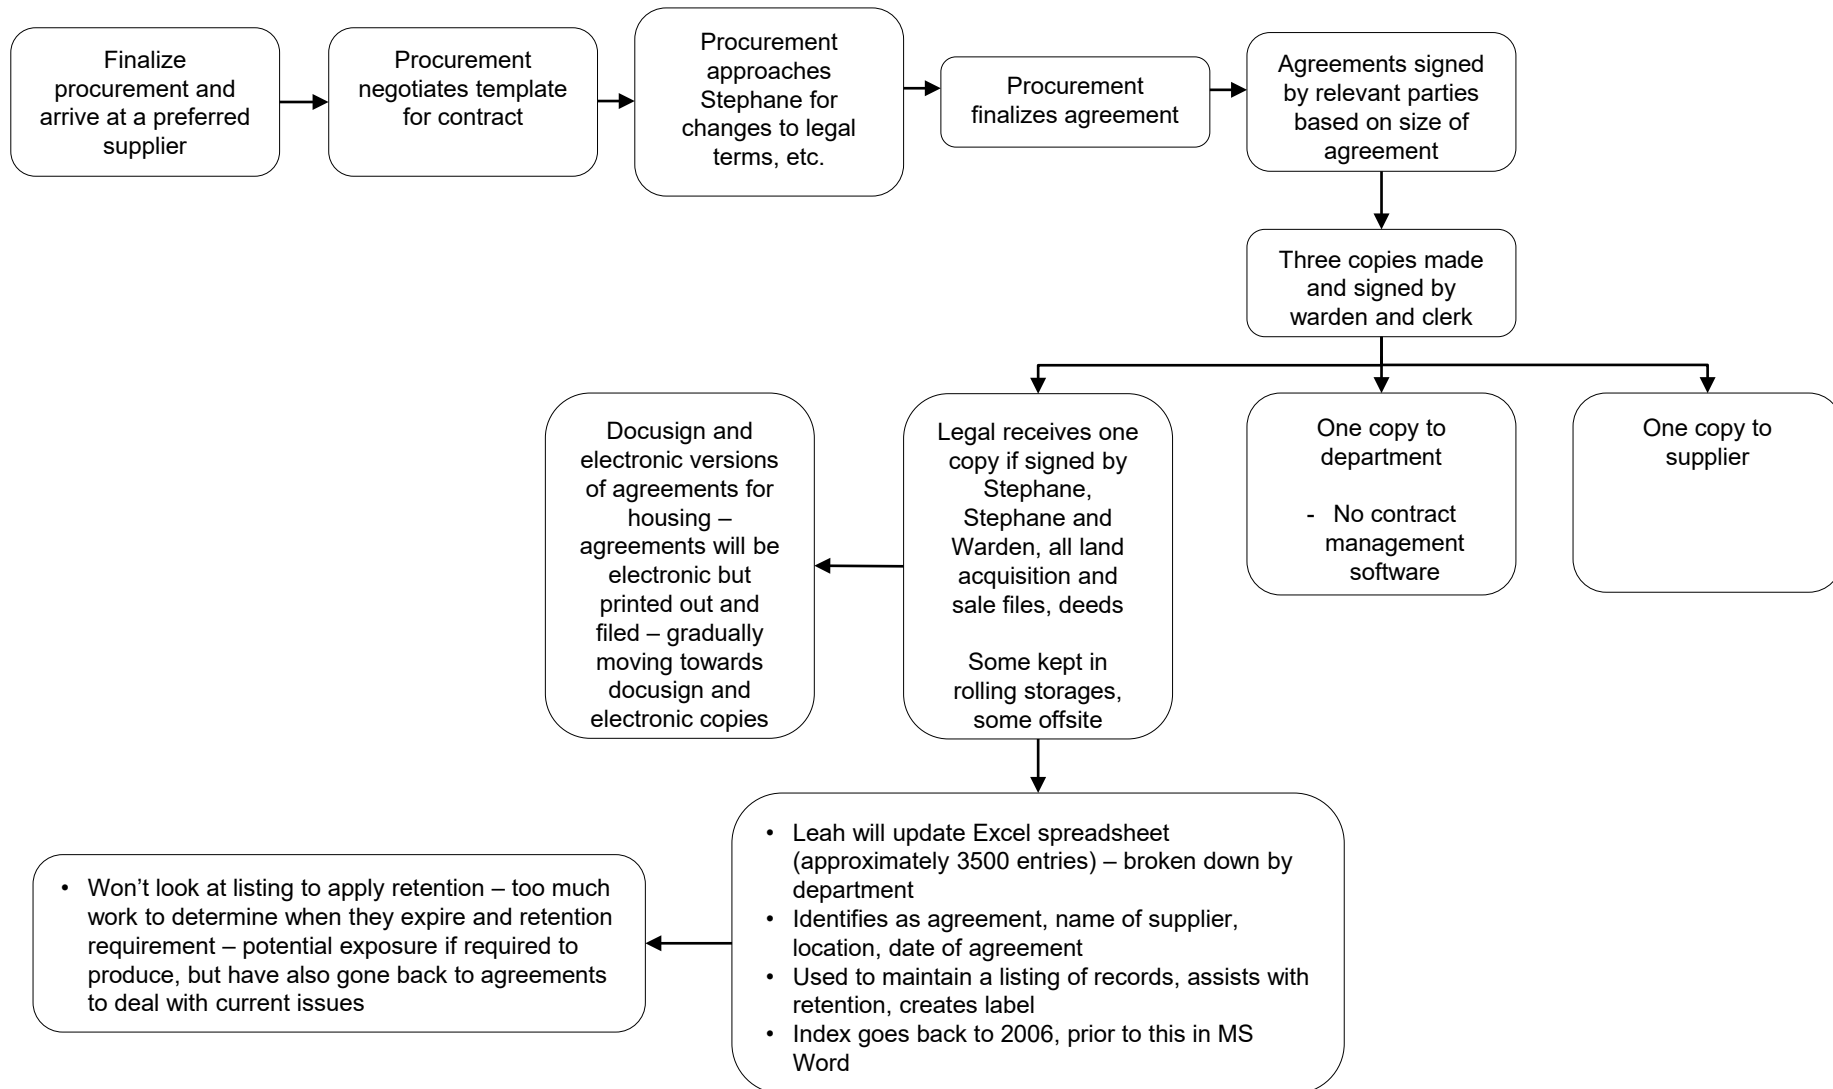 Finalize
procurement and
arrive at a preferred
supplier
Procurement
negotiates template
for contract
Procurement
approaches
Stephane for
changes to legal
terms, etc.
Procurement
finalizes agreement
Agreements signed
by relevant parties
based on size of
agreement
Three copies made
and signed by
warden and clerk
Docusign and
electronic versions
of agreements for
housing –
agreements will be
electronic but
printed out and
filed – gradually
moving towards
docusign and
electronic copies
Legal receives one
copy if signed by
Stephane,
Stephane and
Warden, all land
acquisition and
sale files, deeds
Some kept in
rolling storages,
some offsite
One copy to
department
- No contract
management
software
One copy to
supplier
• Won’t look at listing to apply retention – too much
work to determine when they expire and retention
requirement – potential exposure if required to
produce, but have also gone back to agreements
to deal with current issues
• Leah will update Excel spreadsheet
(approximately 3500 entries) – broken down by
department
• Identifies as agreement, name of supplier,
location, date of agreement
• Used to maintain a listing of records, assists with
retention, creates label
• Index goes back to 2006, prior to this in MS
Word